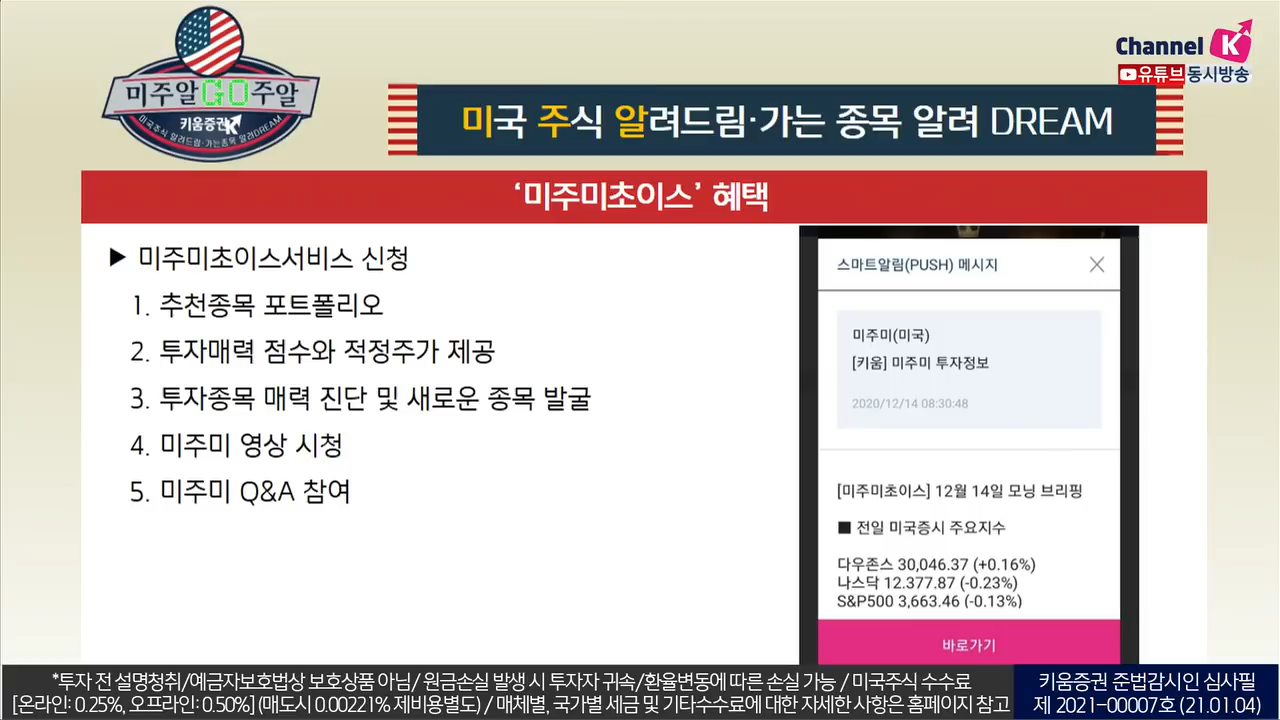 미주알GO주알
키움증권
미국주식 알려드림·가는종목 알려DREAM
Channel K
유튜브동시방송
미국 주식 알려드림·가는 종목 알려 DREAM
‘미주미초이스’ 혜택
▶ 미주미초이스서비스 신청
1. 추천종목 포트폴리오
2. 투자매력 점수와 적정주가 제공
3. 투자종목 매력 진단 및 새로운 종목 발굴
4. 미주미 영상 시청
5. 미주미 Q&A 참여
스마트알림(PUSH) 메시지
미주미(미국)
[키움] 미주미 투자정보
2020/12/14 08:30:48
[미주미초이스] 12월 14일 모닝 브리핑
■ 전일 미국증시 주요지수
다우존스 30,046.37 (+0.16%)
나스닥 12.377.87 (-0.23%)
S&P500 3,663.46 (-0.13%)
바로가기
*투자 전 설명청취/예금자보호법상 보호상품 아님/ 원금손실 발생 시 투자자 귀속/환율변동에 따른 손실 가능 / 미국주식 수수료
[온라인: 0.25%, 오프라인: 0.50%] (매도시 0.00221% 제비용별도) / 매체별, 국가별 세금 및 기타수수료에 대한 자세한 사항은 홈페이지 참고
키움증권 준법감시인 심사필
제 2021-00007호 (21.01.04)